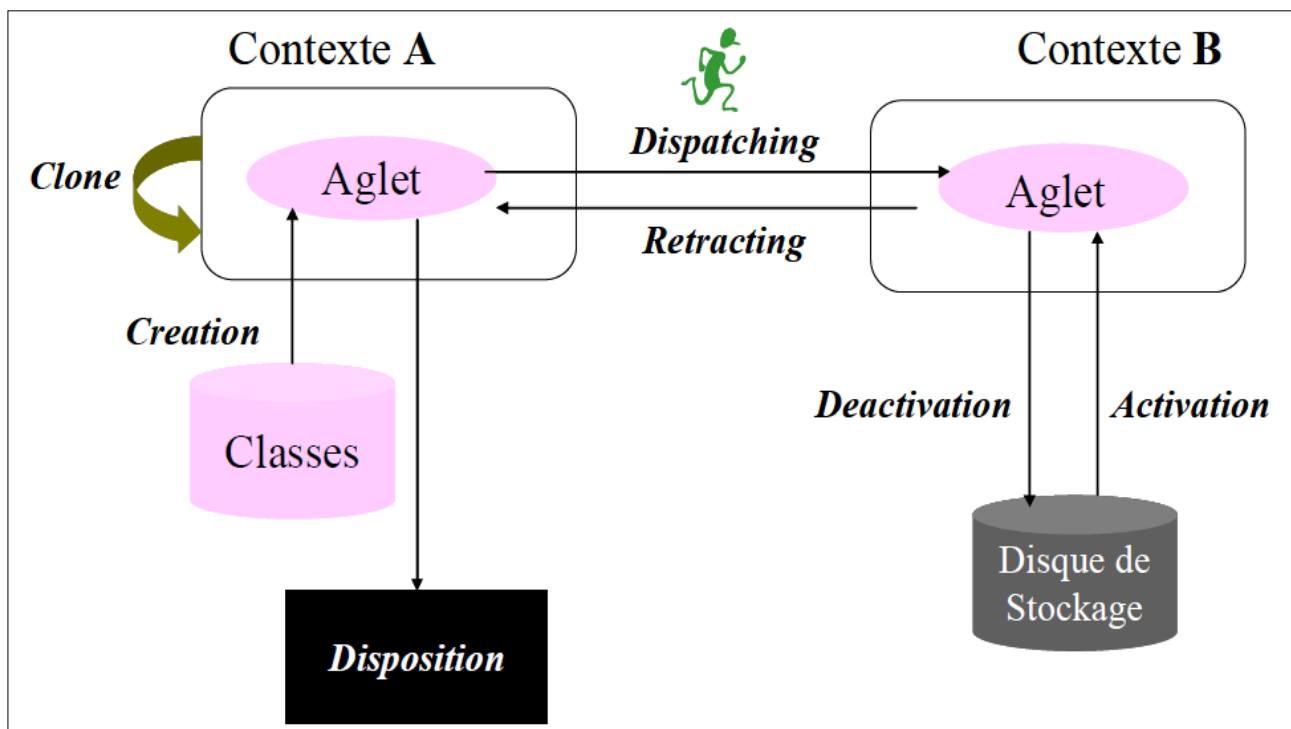 Contexte A
Contexte B
Dispatching
Clone
Aglet
Aglet
Retracting
Creation
Deactivation
Activation
Classes
Disque de
Stockage
Disposition